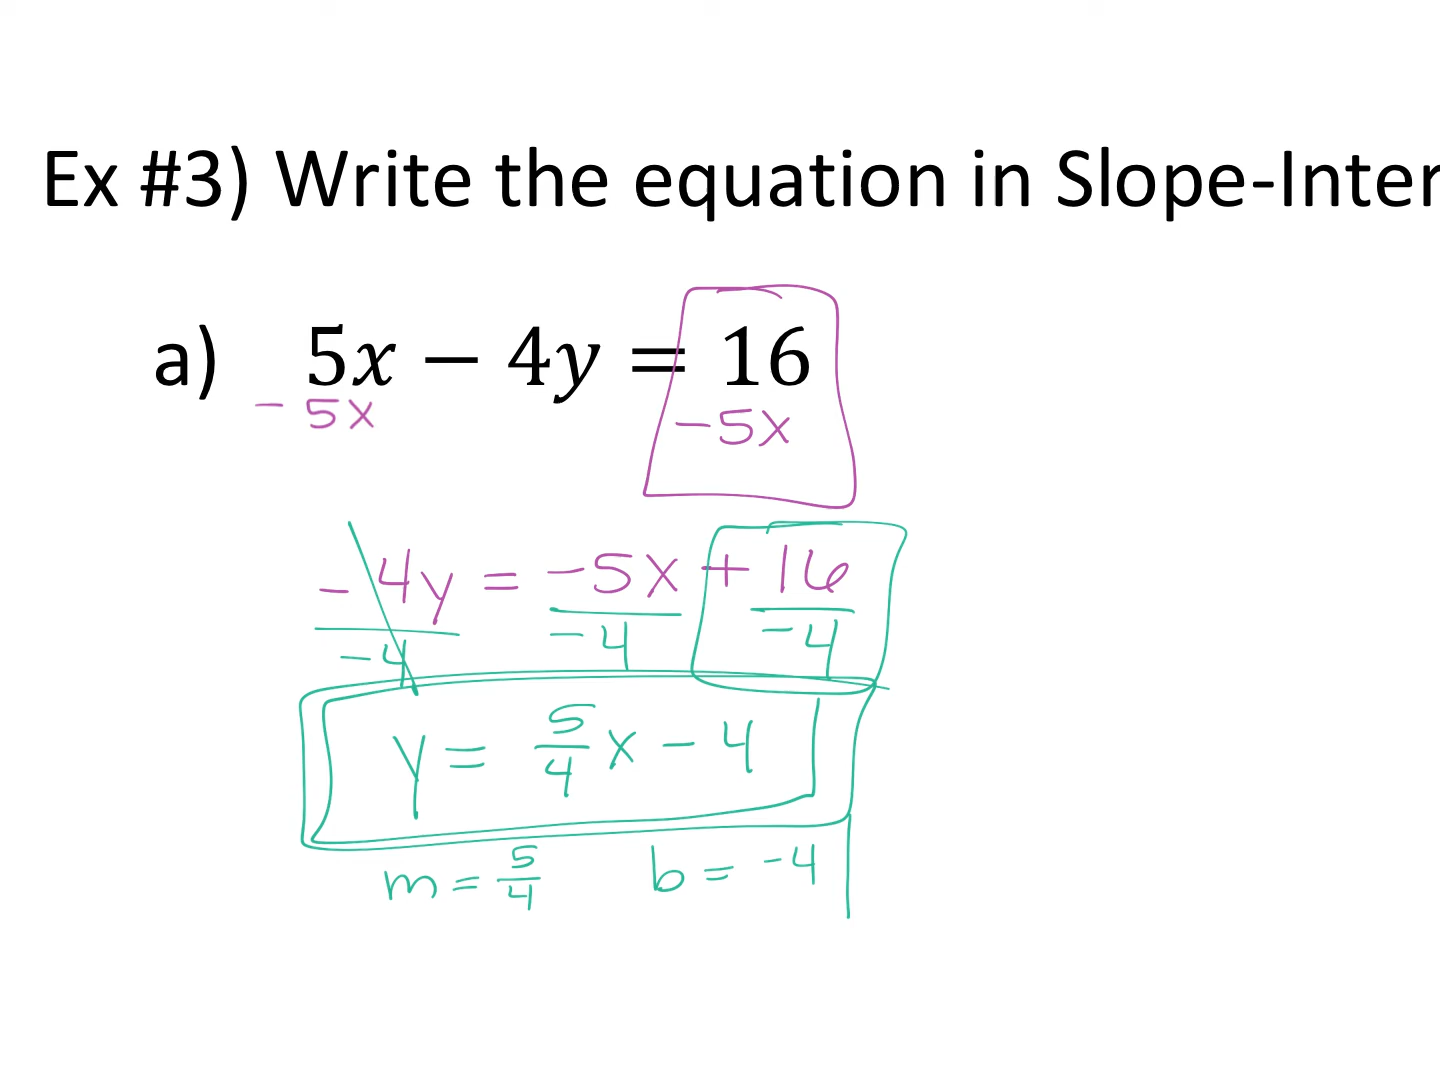 Ex #3) Write the equation in Slope-Inter
a) 5x − 4y = 16
− 5x −5x
− 4y = −5x + 16
−4 −4 −4
y = 5/4 x − 4
m = 5/4 b = −4